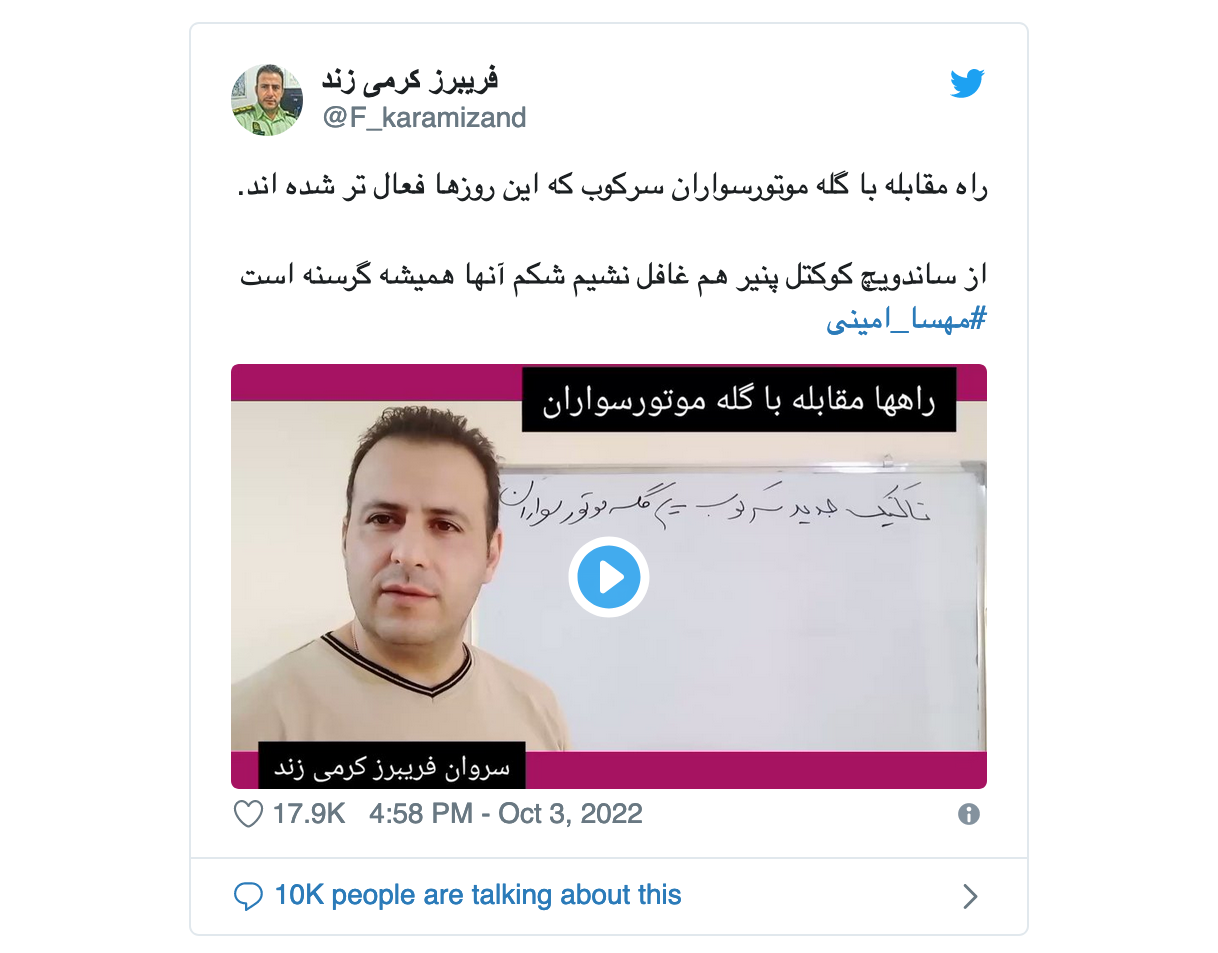 فریبرز کرمی زند
@F_karamizand
راه مقابله با گله موتورسواران سرکوب که این روزها فعال تر شده اند.
از ساندویچ کوکتل پنیر هم غافل نشیم شکم آنها همیشه گرسنه است
#مهسا_امینی
راهها مقابله با گله موتورسواران
تاکتیک جدید سرکوب گله موتورسواران
سروان فریبرز کرمی زند
17.9K 4:58 PM - Oct 3, 2022
10K people are talking about this